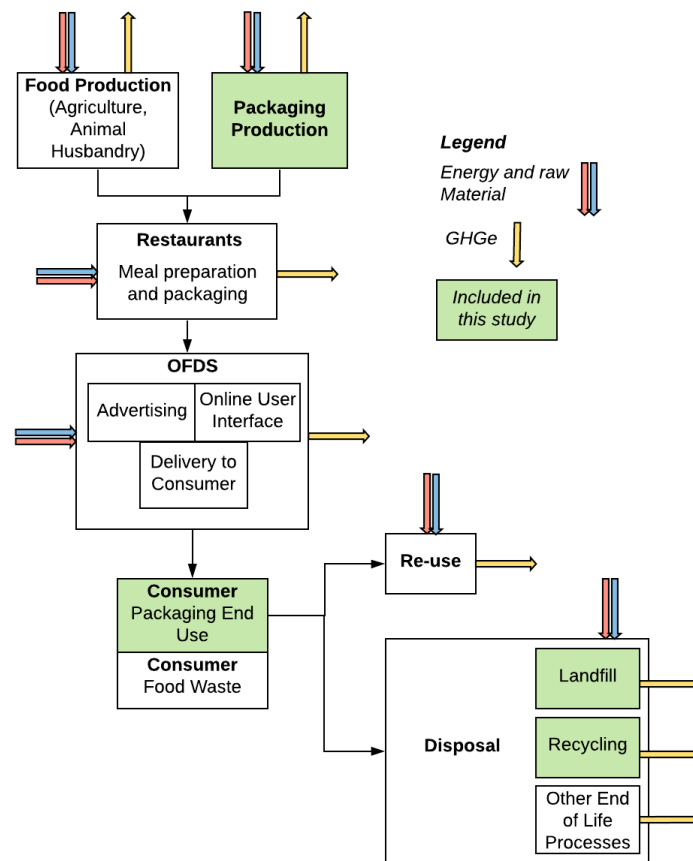 Food Production
(Agriculture,
Animal
Husbandry)
Packaging
Production
Legend
Energy and raw
Material
GHGe
Included in
this study
Restaurants
Meal preparation
and packaging
OFDS
Advertising
Online User
Interface
Delivery to
Consumer
Re-use
Consumer
Packaging End
Use
Consumer
Food Waste
Disposal
Landfill
Recycling
Other End
of Life
Processes